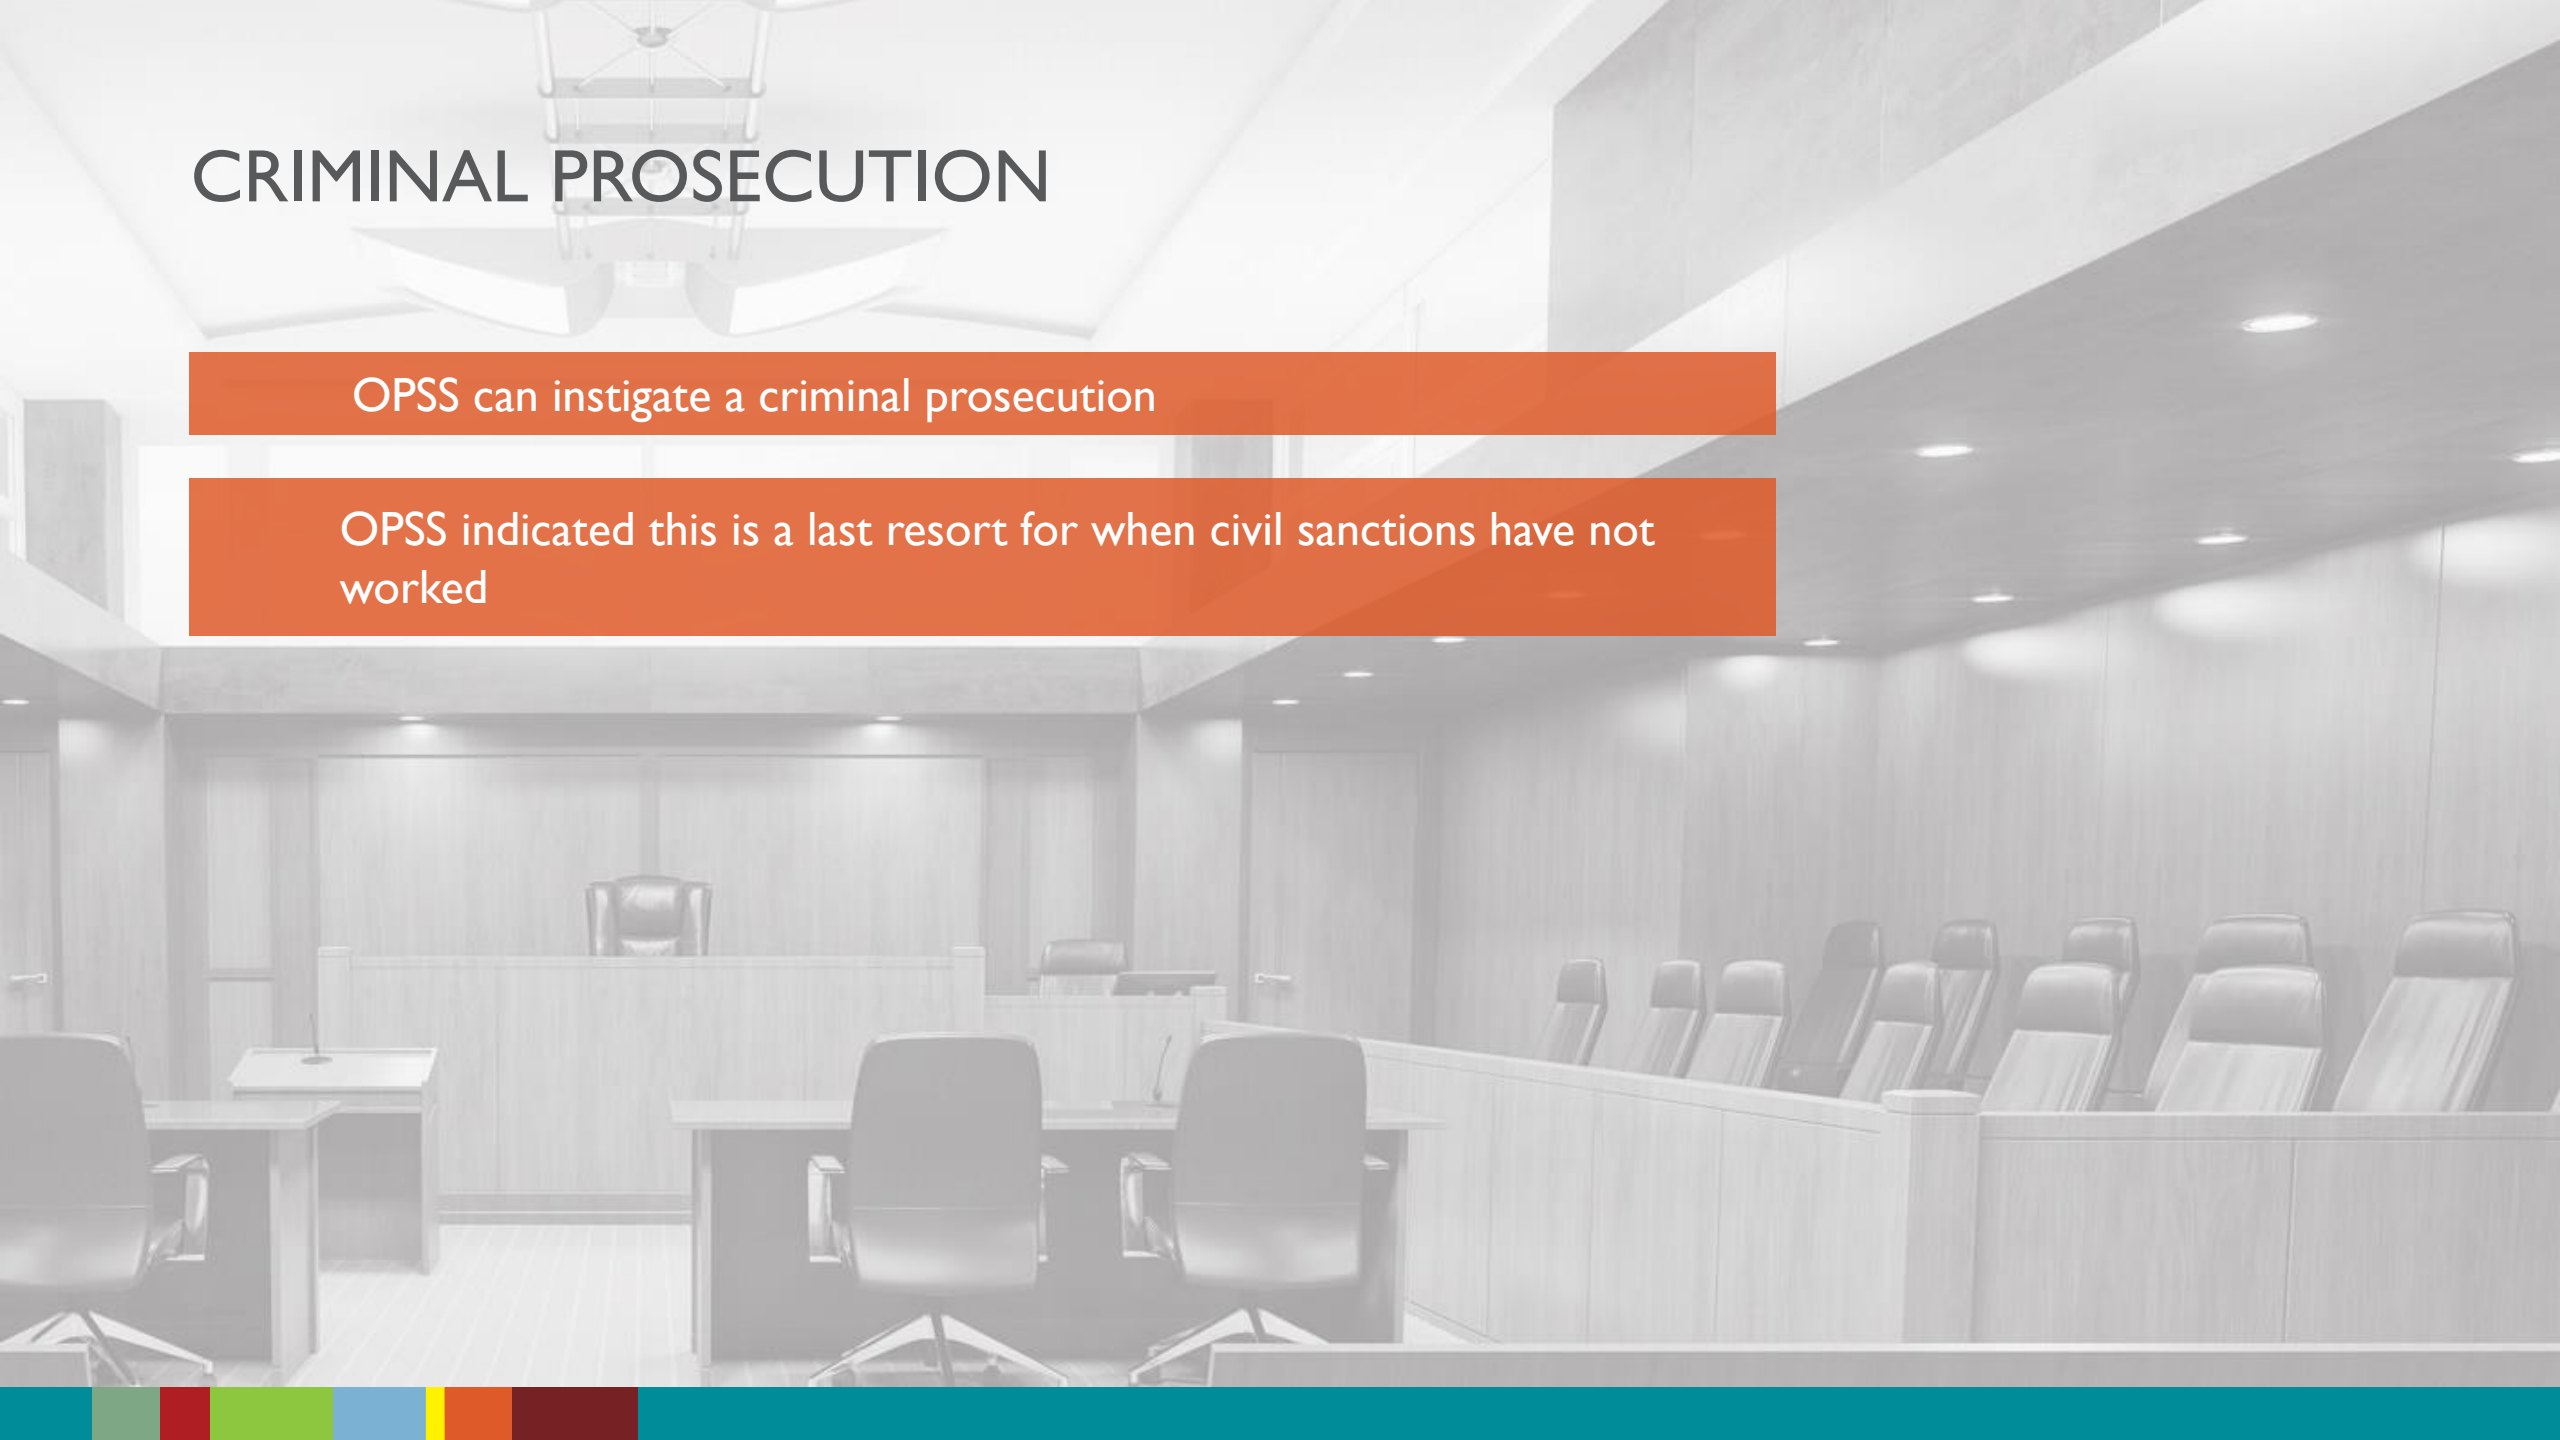 CRIMINAL PROSECUTION
OPSS can instigate a criminal prosecution
OPSS indicated this is a last resort for when civil sanctions have not
worked